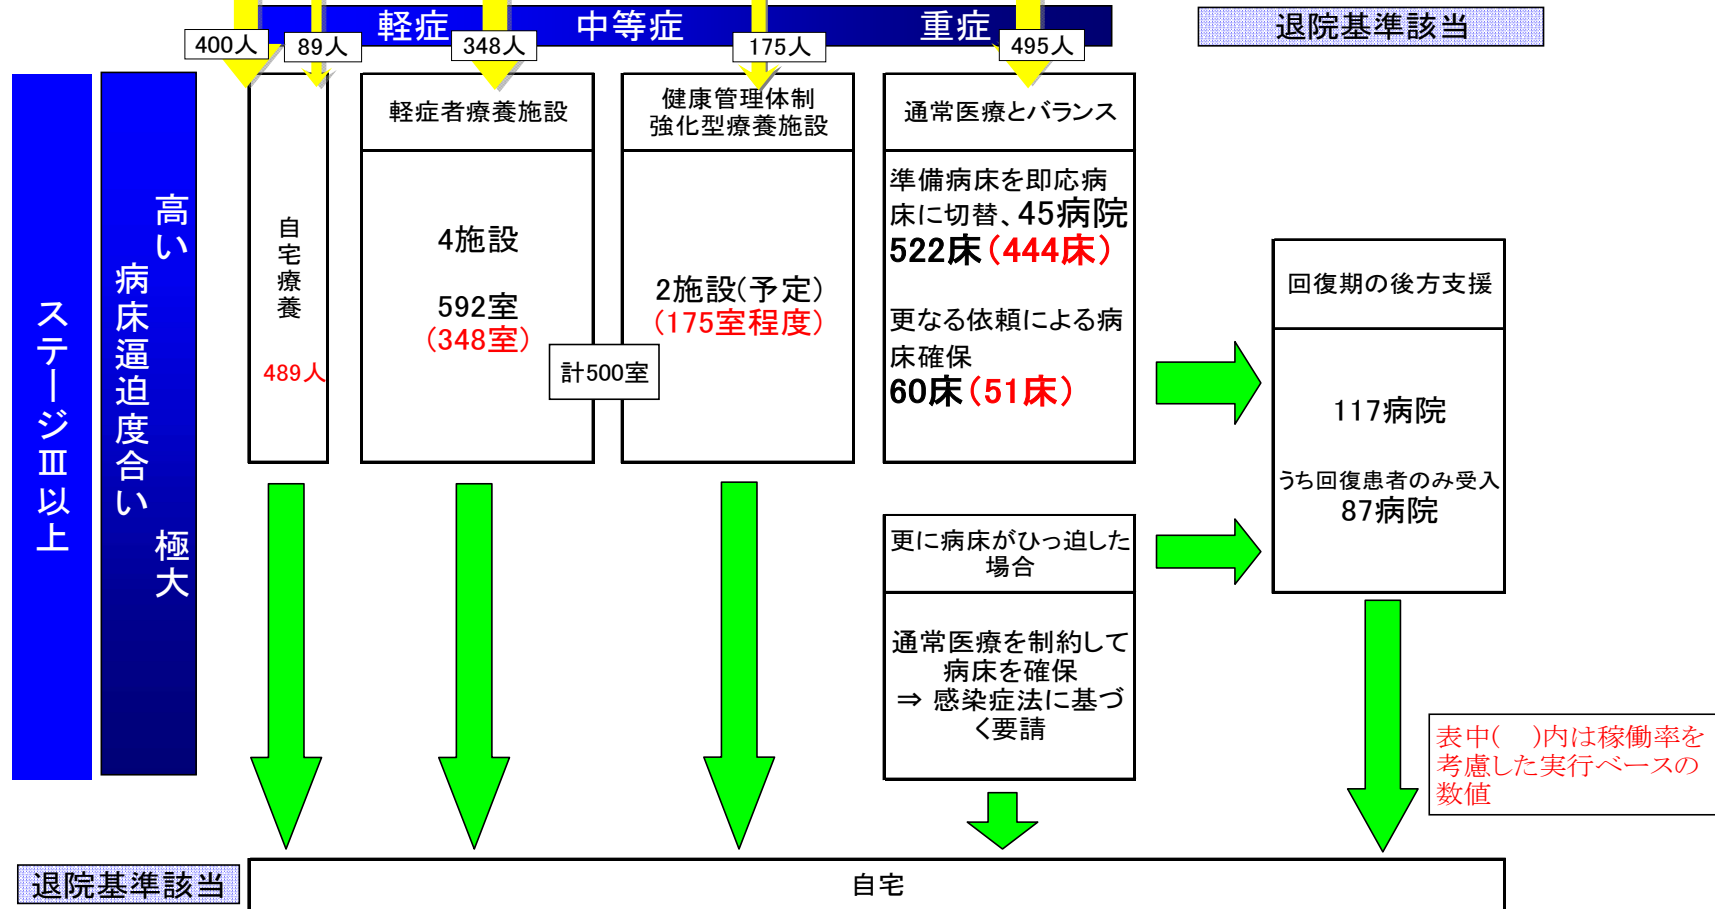 軽症
中等症
重症
退院基準該当
400人
89人
348人
175人
495人
ステージⅢ以上
病床逼迫度合い
高い
極大
自宅療養
489人
軽症者療養施設
4施設
592室
(348室)
健康管理体制
強化型療養施設
2施設(予定)
(175室程度)
計500室
通常医療とバランス
準備病床を即応病
床に切替、45病院
522床(444床)
更なる依頼による病
床確保
60床(51床)
更に病床がひっ迫した
場合
通常医療を制約して
病床を確保
⇒ 感染症法に基づ
く要請
回復期の後方支援
117病院
うち回復患者のみ受入
87病院
表中(　)内は稼働率を
考慮した実行ベースの
数値
退院基準該当
自宅